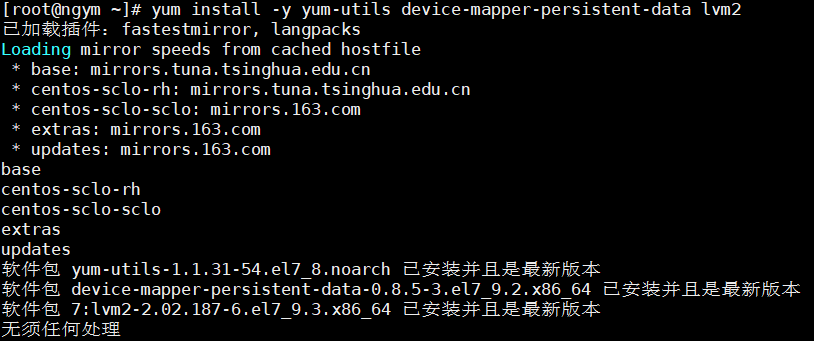 [root@ngym ~]# yum install -y yum-utils device-mapper-persistent-data lvm2
已加载插件：fastestmirror, langpacks
Loading mirror speeds from cached hostfile
 * base: mirrors.tuna.tsinghua.edu.cn
 * centos-sclo-rh: mirrors.tuna.tsinghua.edu.cn
 * centos-sclo-sclo: mirrors.163.com
 * extras: mirrors.163.com
 * updates: mirrors.163.com
base
centos-sclo-rh
centos-sclo-sclo
extras
updates
软件包 yum-utils-1.1.31-54.el7_8.noarch 已安装并且是最新版本
软件包 device-mapper-persistent-data-0.8.5-3.el7_9.2.x86_64 已安装并且是最新版本
软件包 7:lvm2-2.02.187-6.el7_9.3.x86_64 已安装并且是最新版本
无须任何处理